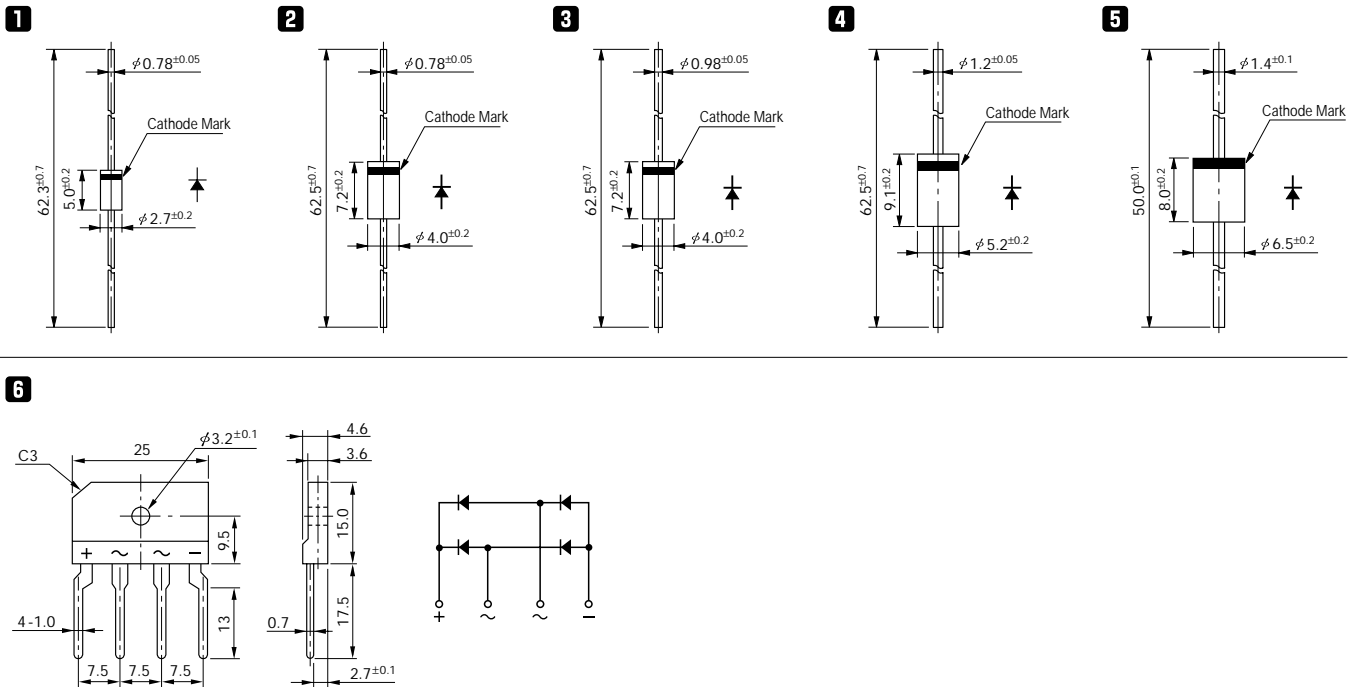 1
φ0.78±0.05
Cathode Mark
62.3±0.7
5.0±0.2
φ2.7±0.2
2
φ0.78±0.05
Cathode Mark
62.5±0.7
7.2±0.2
φ4.0±0.2
3
φ0.98±0.05
Cathode Mark
62.5±0.7
7.2±0.2
φ4.0±0.2
4
φ1.2±0.05
Cathode Mark
62.5±0.7
9.1±0.2
φ5.2±0.2
5
φ1.4±0.1
Cathode Mark
50.0±0.1
8.0±0.2
φ6.5±0.2
6
C3
25
φ3.2±0.1
9.5
+ ~ ~ −
4-1.0
13
7.5 7.5 7.5
4.6
3.6
15.0
0.7
17.5
2.7±0.1
+ ~ ~ −